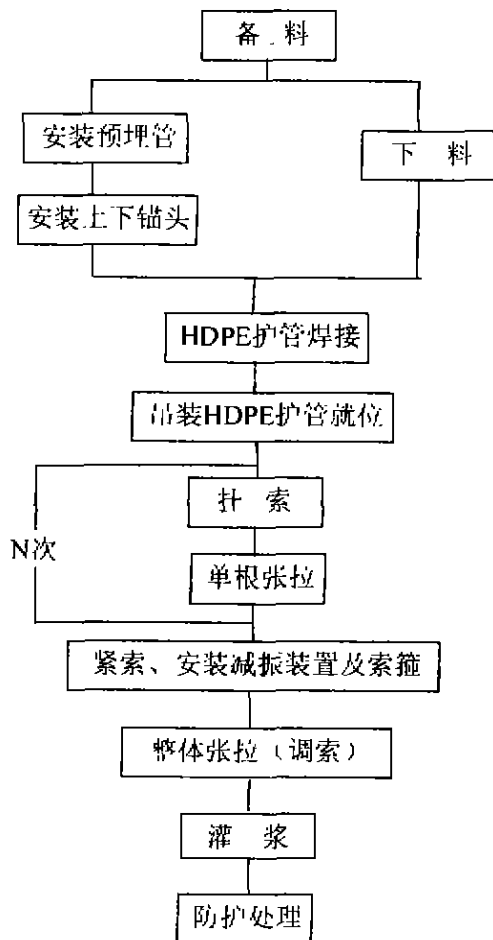 备 料
安装预埋管
下 料
安装上下锚头
HDPE护管焊接
吊装HDPE护管就位
扑 索
N次
单根张拉
紧索、安装减振装置及索箍
整体张拉（调索）
灌 浆
防护处理